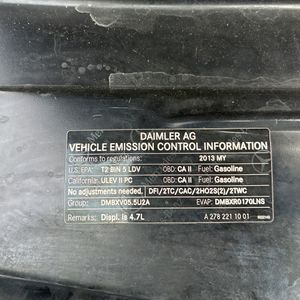 DAIMLER AG
VEHICLE EMISSION CONTROL INFORMATION
Conforms to regulations: 2013 MY
U.S. EPA: T2 BIN 5 LDV OBD: CA II Fuel: Gasoline
California: ULEV II PC OBD: CA II Fuel: Gasoline
No adjustments needed, DFI/2TC/CAC/2HO2S(2)/2TWC
Group: DMBXV05.5U2A EVAP: DMBXR0170LNS
Remarks: Displ. is 4.7L A 278 221 10 01